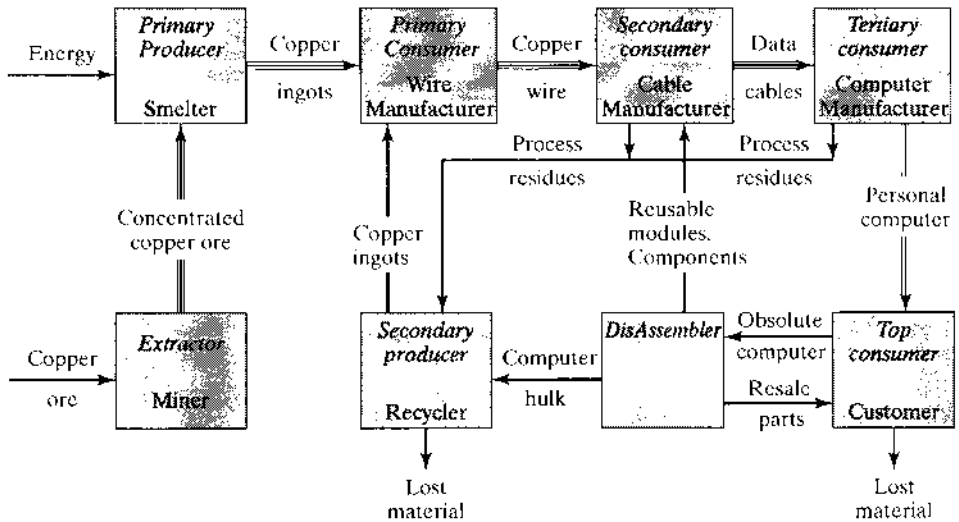 Energy
Primary
Producer
Smelter
Copper
ingots
Primary
Consumer
Wire
Manufacturer
Copper
wire
Secondary
consumer
Cable
Manufacturer
Data
cables
Tertiary
consumer
Computer
Manufacturer
Process
residues
Process
residues
Concentrated
copper ore
Copper
ingots
Reusable
modules.
Components
Personal
computer
Copper
ore
Extractor
Miner
Secondary
producer
Recycler
Computer
hulk
DisAssembler
Absolute
computer
Resale
parts
Top
consumer
Customer
Lost
material
Lost
material